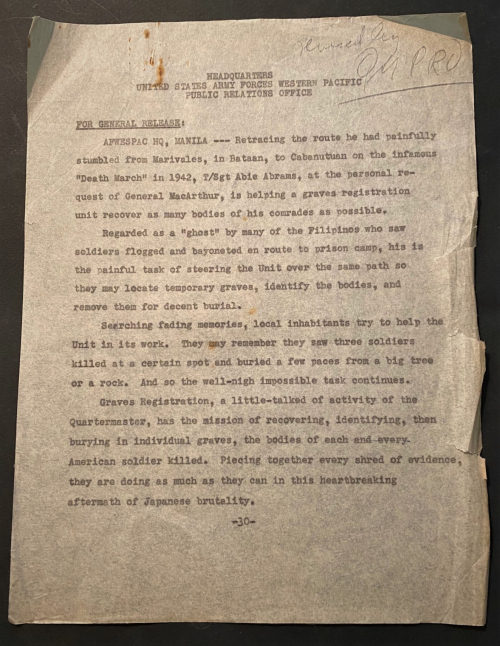 revised by
GHQ PRO
HEADQUARTERS
UNITED STATES ARMY FORCES WESTERN PACIFIC
PUBLIC RELATIONS OFFICE
FOR GENERAL RELEASE:
AFWESPAC HQ, MANILA --- Retracing the route he had painfully
stumbled from Mariveles, in Bataan, to Cabanutuan on the infamous
"Death March" in 1942, T/Sgt Abie Abrams, at the personal re-
quest of General MacArthur, is helping a graves registration
unit recover as many bodies of his comrades as possible.
Regarded as a "ghost" by many of the Filipinos who saw
soldiers flogged and bayoneted en route to prison camp, his is
the painful task of steering the Unit over the same path so
they may locate temporary graves, identify the bodies, and
remove them for decent burial.
Searching fading memories, local inhabitants try to help the
Unit in its work. They may remember they saw three soldiers
killed at a certain spot and buried a few paces from a big tree
or a rock. And so the well-nigh impossible task continues.
Graves Registration, a little-talked of activity of the
Quartermaster, has the mission of recovering, identifying, then
burying in individual graves, the bodies of each and every
American soldier killed. Piecing together every shred of evidence,
they are doing as much as they can in this heartbreaking
aftermath of Japanese brutality.
-30-